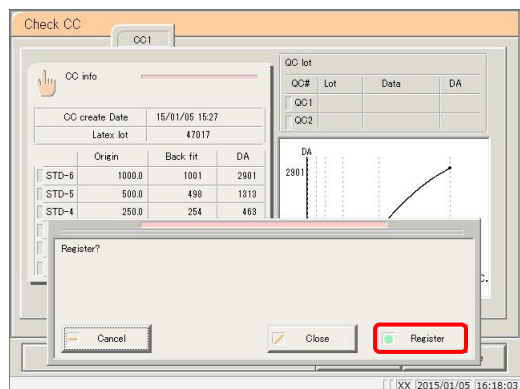 Check CC
CC1
CC info
CC create Date 15/01/05 15:27
Latex lot 47017
Origin Back fit DA
STD-6 1000.0 1001 2901
STD-5 500.0 498 1313
STD-4 250.0 254 463
QC lot
QC# Lot Data DA
QC1
QC2
DA
2901
c.
Register?
Cancel
Close
Register
e
XX 2015/01/05 16:18:03